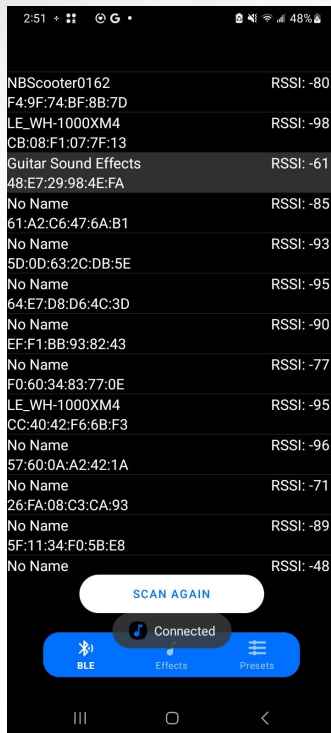 2:51
G
48%
NBScooter0162 RSSI: -80
F4:9F:74:BF:8B:7D
LE_WH-1000XM4 RSSI: -98
CB:08:F1:07:7F:13
Guitar Sound Effects RSSI: -61
48:E7:29:98:4E:FA
No Name RSSI: -85
61:A2:C6:47:6A:B1
No Name RSSI: -93
5D:0D:63:2C:DB:5E
No Name RSSI: -95
64:E7:D8:D6:4C:3D
No Name RSSI: -90
EF:F1:BB:93:82:43
No Name RSSI: -77
F0:60:34:83:77:0E
LE_WH-1000XM4 RSSI: -95
CC:40:42:F6:6B:F3
No Name RSSI: -96
57:60:0A:A2:42:1A
No Name RSSI: -71
26:FA:08:C3:CA:93
No Name RSSI: -89
5F:11:34:F0:5B:E8
No Name RSSI: -48
SCAN AGAIN
Connected
BLE Effects Presets